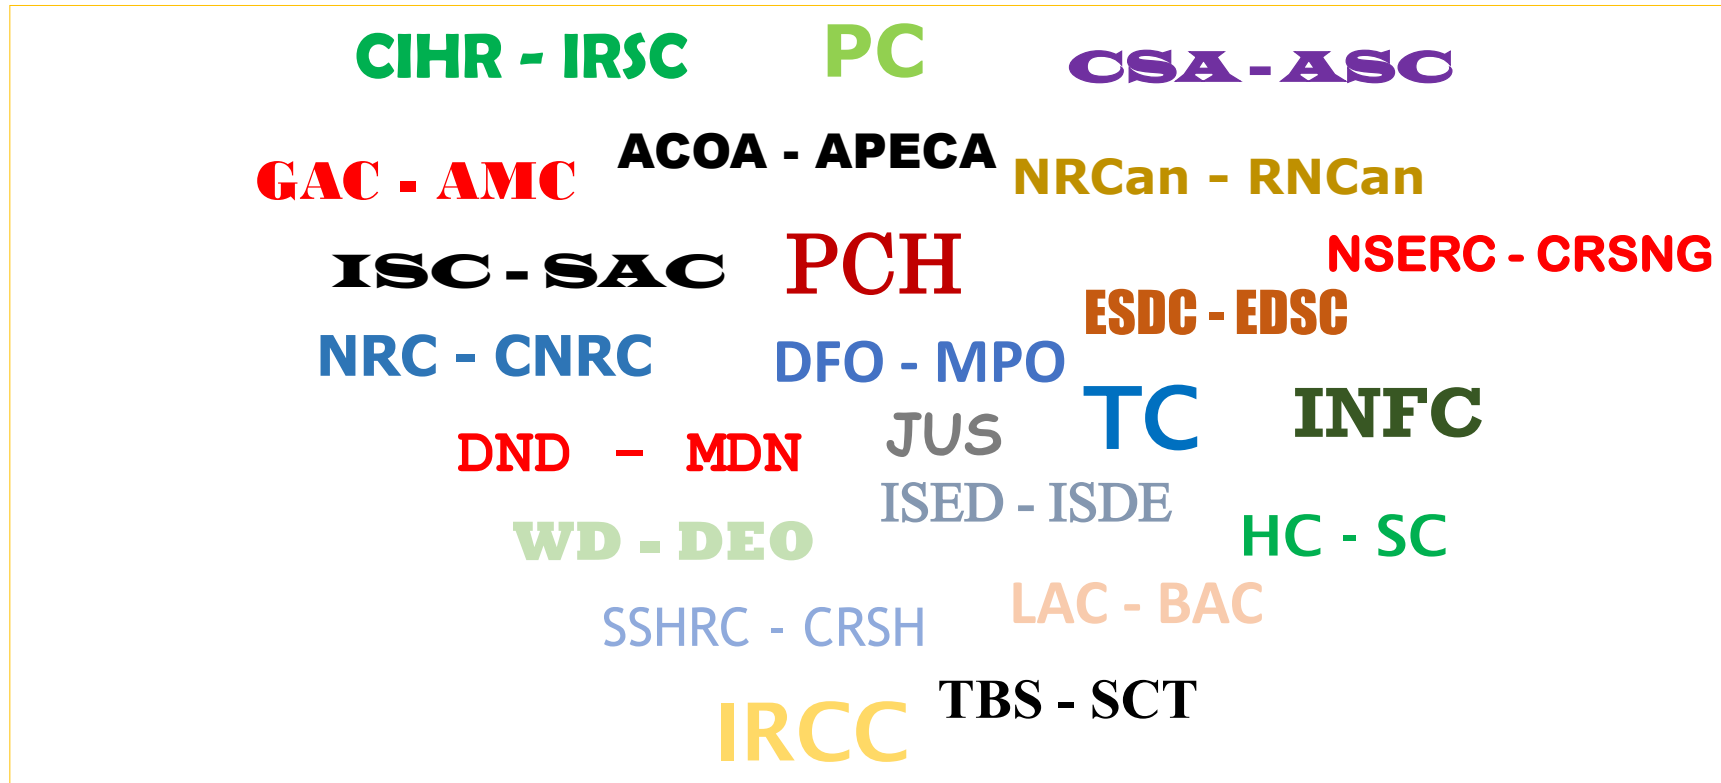 CIHR - IRSC
PC
CSA - ASC
ACOA - APECA
GAC - AMC
NRCan - RNCan
ISC - SAC
PCH
NSERC - CRSNG
ESDC - EDSC
NRC - CNRC
DFO - MPO
TC
INFC
JUS
DND - MDN
ISED - ISDE
WD - DEO
HC - SC
LAC - BAC
SSHRC - CRSH
TBS - SCT
IRCC